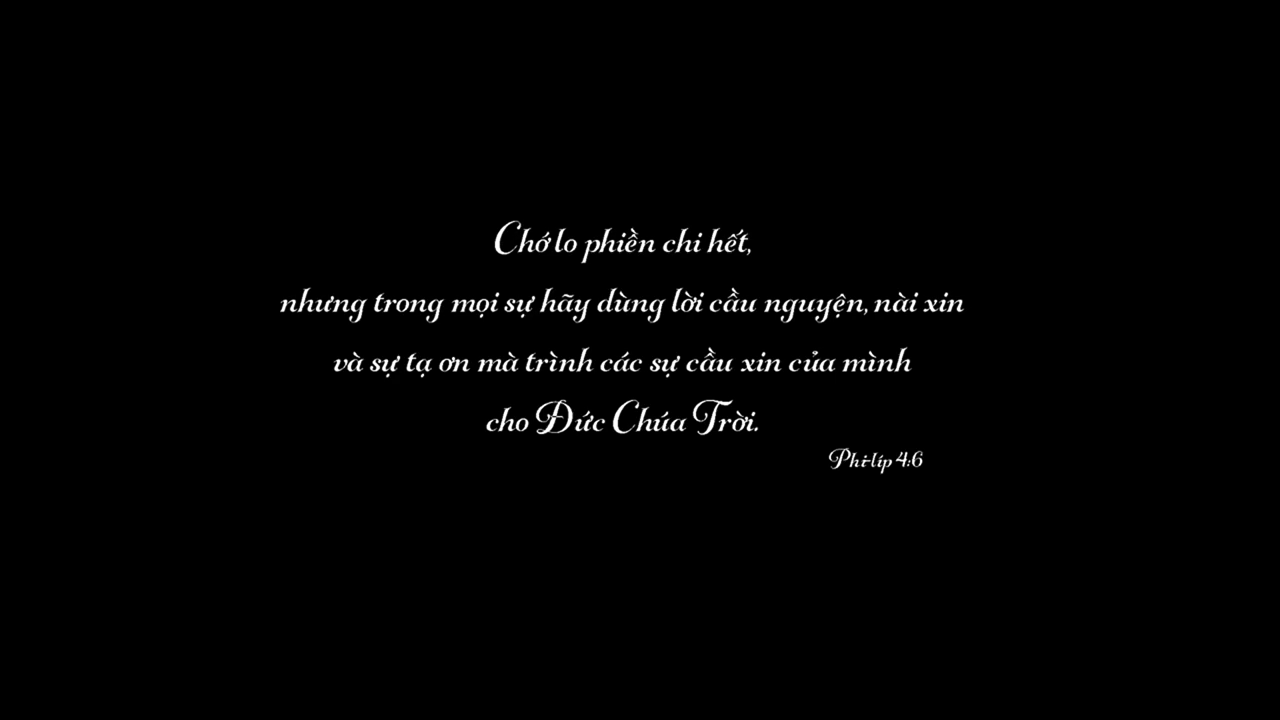 Chớ lo phiền chi hết,
nhưng trong mọi sự hãy dùng lời cầu nguyện, nài xin
và sự tạ ơn mà trình các sự cầu xin của mình
cho Đức Chúa Trời.
Phi-líp 4:6